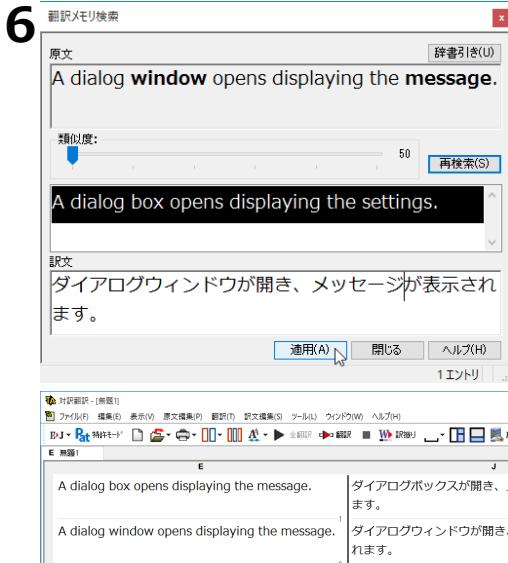 6
翻訳メモリ検索
x
原文
辞書引き(U)
A dialog window opens displaying the message.
類似度:
50
再検索(S)
A dialog box opens displaying the settings.
訳文
ダイアログウィンドウが開き、メッセージが表示され
ます。
適用(A)
閉じる
ヘルプ(H)
1 エントリ
対訳翻訳 - [無題1]
ファイル(F) 編集(E) 表示(V) 原文編集(P) 翻訳(T) 訳文編集(S) ツール(L) ウィンドウ(W) ヘルプ(H)
E›J Pat 特許モード 全翻訳 翻訳 訳振り
E 無題1
E J
A dialog box opens displaying the message.
ダイアログボックスが開き、
ます。
1
A dialog window opens displaying the message.
ダイアログウィンドウが開き、
れます。